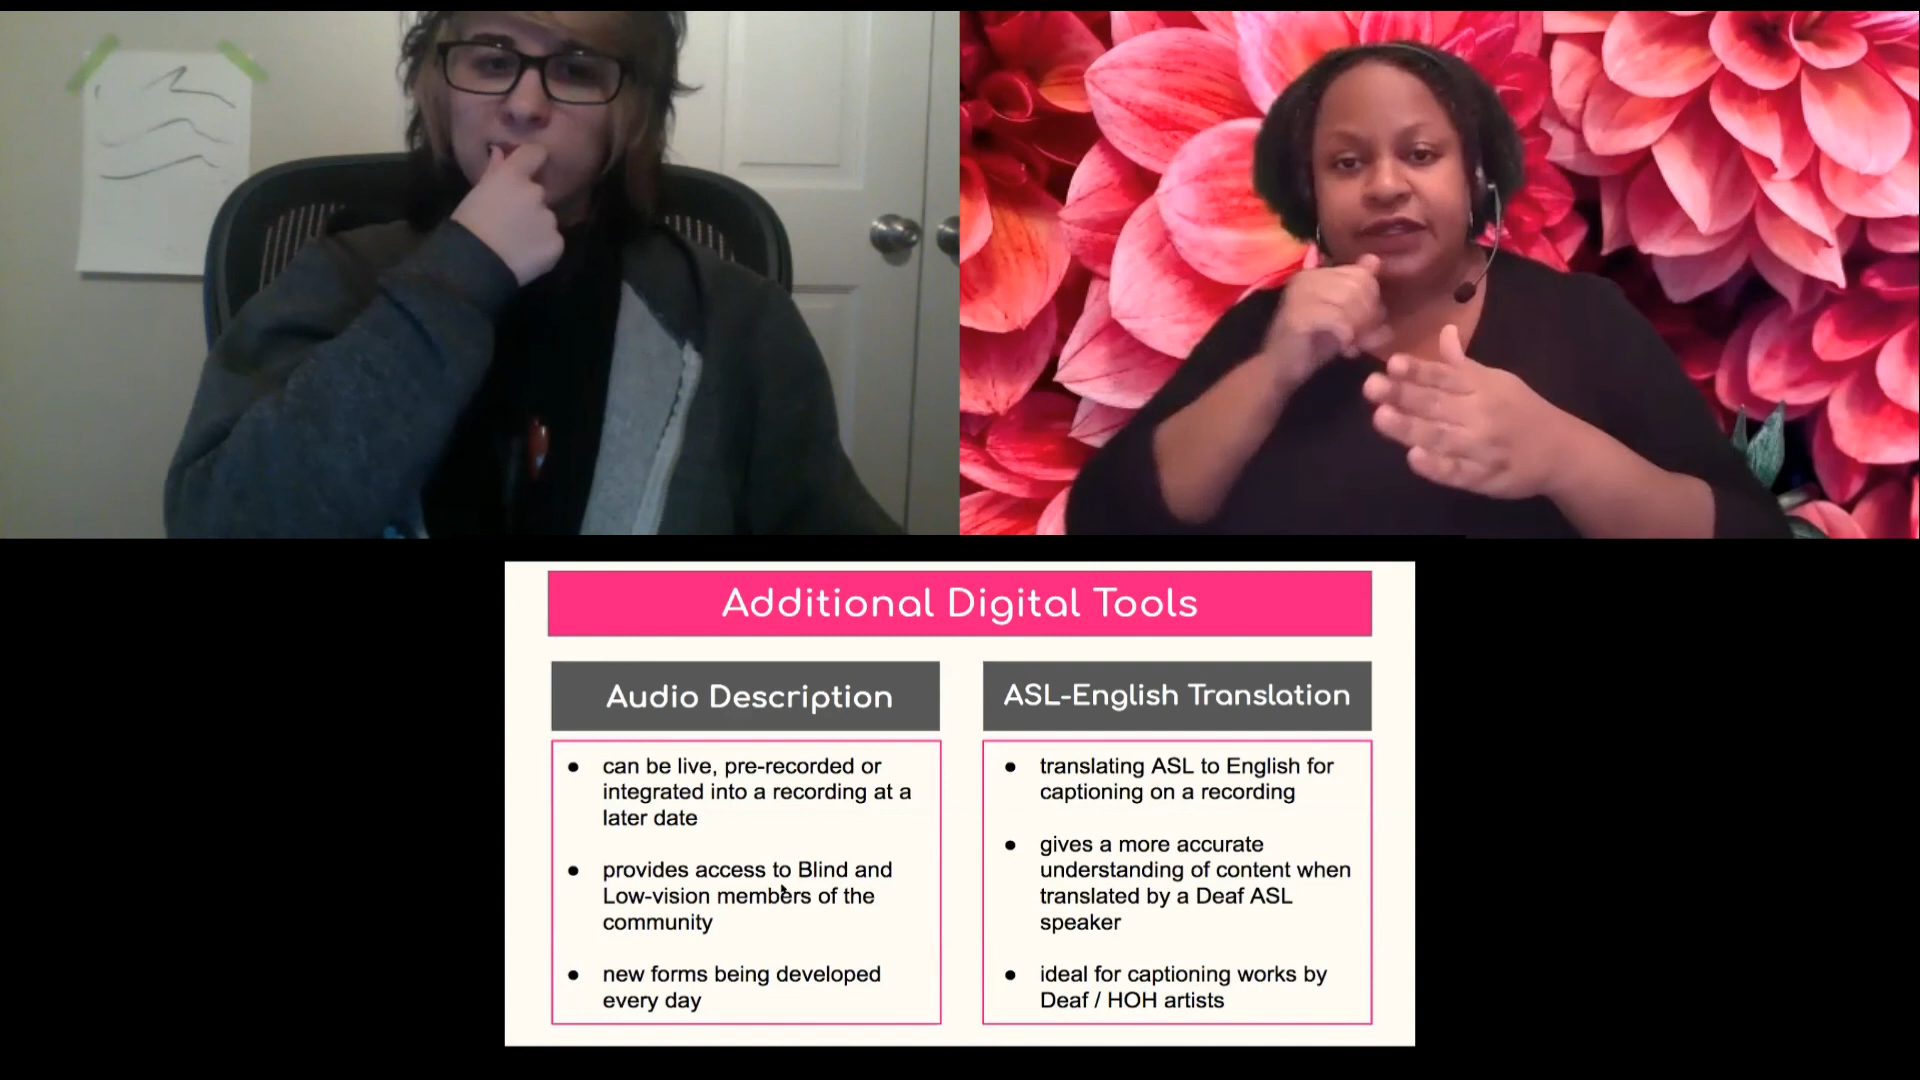 Additional Digital Tools
Audio Description
● can be live, pre-recorded or
integrated into a recording at a
later date
● provides access to Blind and
Low-vision members of the
community
● new forms being developed
every day
ASL-English Translation
● translating ASL to English for
captioning on a recording
● gives a more accurate
understanding of content when
translated by a Deaf ASL
speaker
● ideal for captioning works by
Deaf / HOH artists